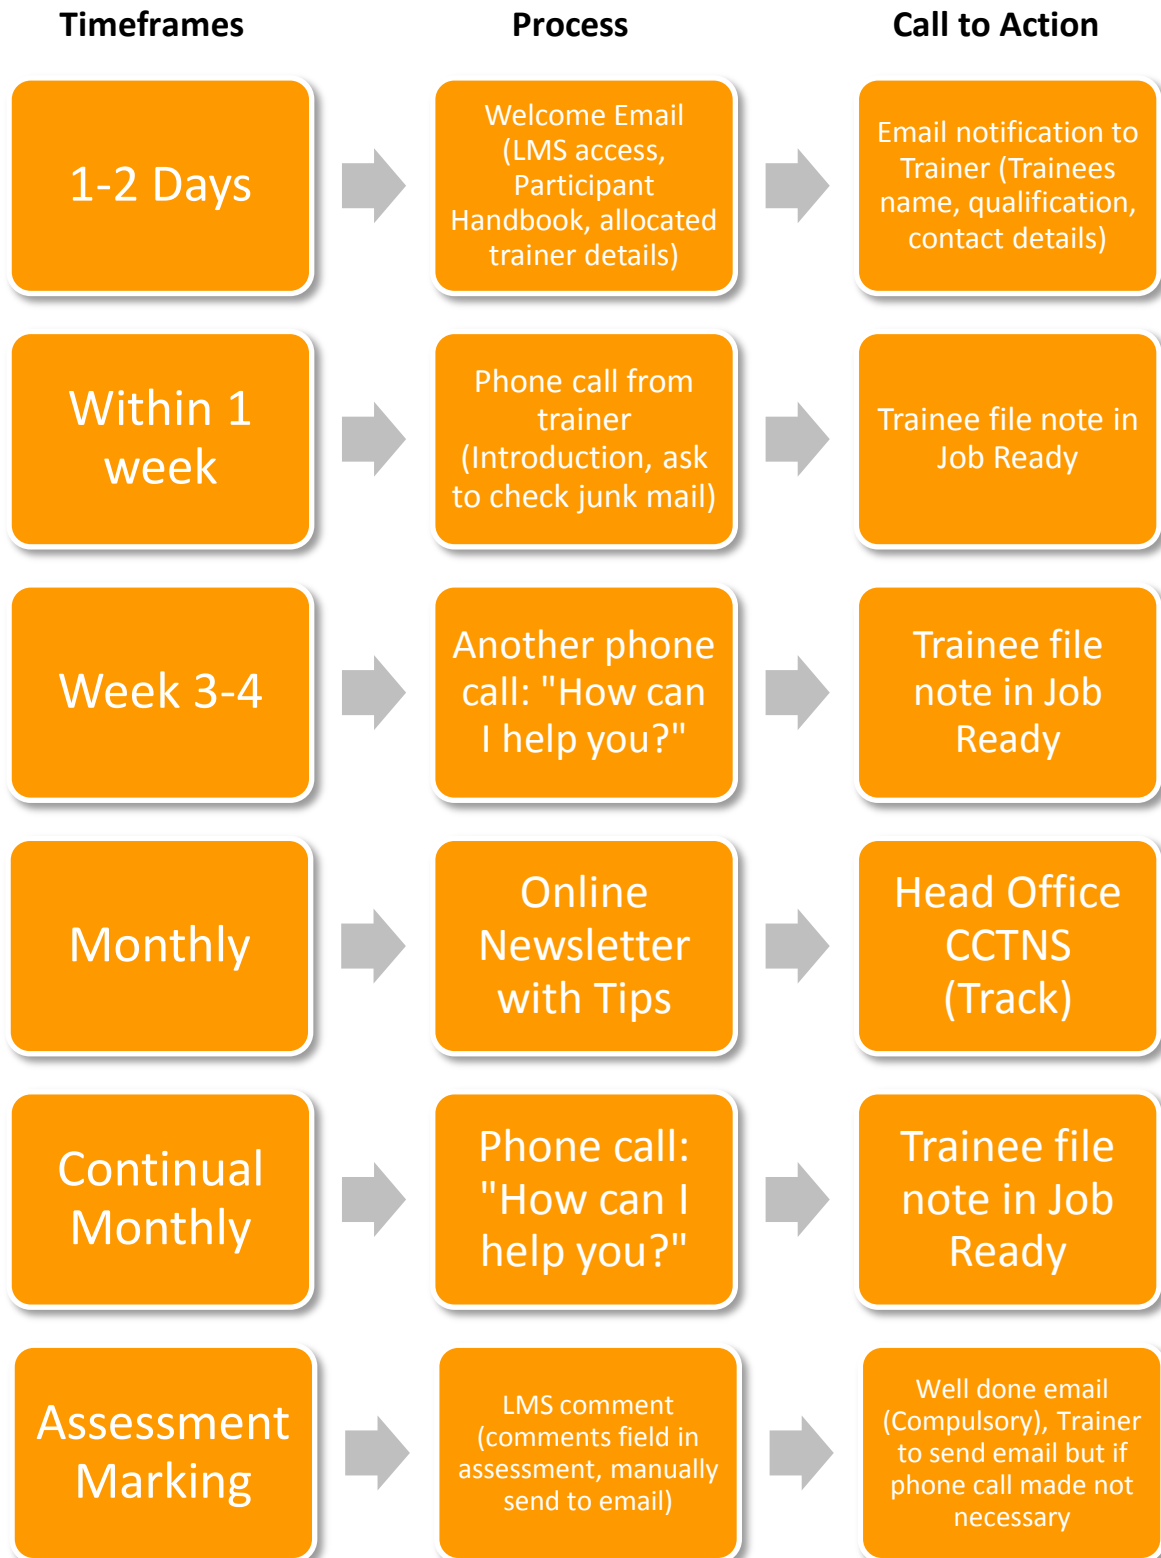 Timeframes
Process
Call to Action
1-2 Days
Welcome Email
(LMS access,
Participant
Handbook, allocated
trainer details)
Email notification to
Trainer (Trainees
name, qualification,
contact details)
Within 1
week
Phone call from
trainer
(Introduction, ask
to check junk mail)
Trainee file note in
Job Ready
Week 3-4
Another phone
call: "How can
I help you?"
Trainee file
note in Job
Ready
Monthly
Online
Newsletter
with Tips
Head Office
CCTNS
(Track)
Continual
Monthly
Phone call:
"How can I
help you?"
Trainee file
note in Job
Ready
Assessment
Marking
LMS comment
(comments field in
assessment, manually
send to email)
Well done email
(Compulsory), Trainer
to send email but if
phone call made not
necessary